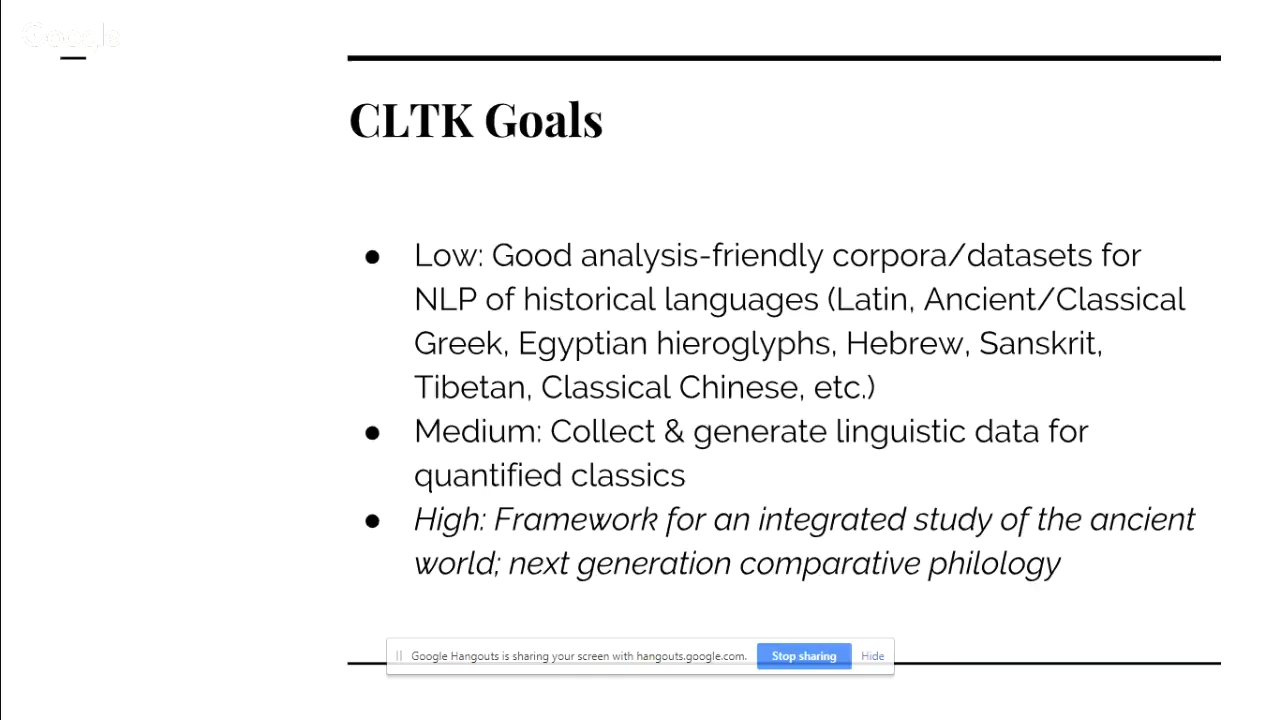 Google
CLTK Goals
● Low: Good analysis-friendly corpora/datasets for
NLP of historical languages (Latin, Ancient/Classical
Greek, Egyptian hieroglyphs, Hebrew, Sanskrit,
Tibetan, Classical Chinese, etc.)
● Medium: Collect & generate linguistic data for
quantified classics
● High: Framework for an integrated study of the ancient
world; next generation comparative philology
Google Hangouts is sharing your screen with hangouts.google.com. Stop sharing Hide